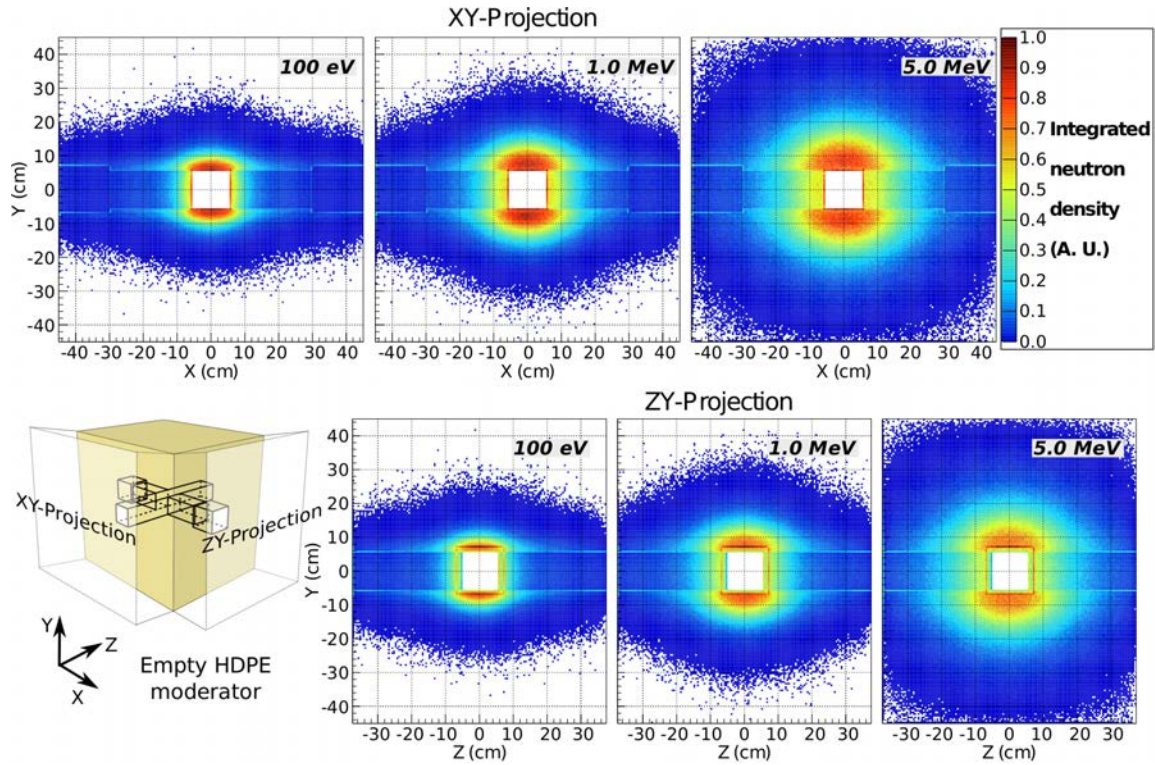 XY-Projection
100 eV
1.0 MeV
5.0 MeV
40
30
20
10
0
-10
-20
-30
-40
Y (cm)
-40 -30 -20 -10 0 10 20 30 40
-40 -30 -20 -10 0 10 20 30 40
-30 -20 -10 0 10 20 30 40
X (cm)
X (cm)
X (cm)
1.0
0.9
0.8
0.7
0.6
0.5
0.4
0.3
0.2
0.1
0.0
Integrated
neutron
density
(A. U.)
ZY-Projection
XY-Projection
ZY-Projection
Y
Z
X
Empty HDPE
moderator
100 eV
1.0 MeV
5.0 MeV
40
30
20
10
0
-10
-20
-30
-40
Y (cm)
-30 -20 -10 0 10 20 30
-30 -20 -10 0 10 20 30
-30 -20 -10 0 10 20 30
Z (cm)
Z (cm)
Z (cm)